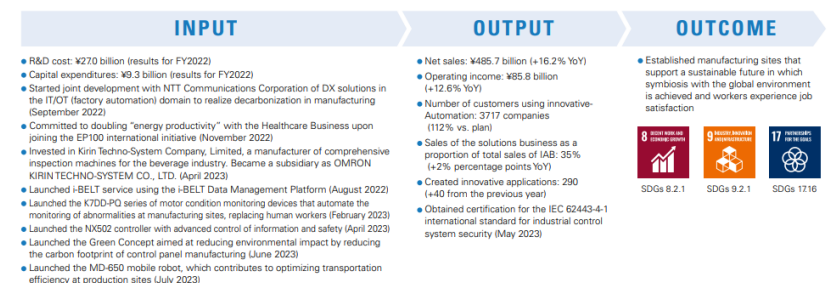 INPUT
• R&D cost: ¥27.0 billion (results for FY2022)
• Capital expenditures: ¥9.3 billion (results for FY2022)
• Started joint development with NTT Communications Corporation of DX solutions in
the IT/OT (factory automation) domain to realize decarbonization in manufacturing
(September 2022)
• Committed to doubling “energy productivity” with the Healthcare Business upon
joining the EP100 international initiative (November 2022)
• Invested in Kirin Techno-System Company, Limited, a manufacturer of comprehensive
inspection machines for the beverage industry. Became a subsidiary as OMRON
KIRIN TECHNO-SYSTEM CO., LTD. (April 2023)
• Launched i-BELT service using the i-BELT Data Management Platform (August 2022)
• Launched the K7DD-PQ series of motor condition monitoring devices that automate the
monitoring of abnormalities at manufacturing sites, replacing human workers (February 2023)
• Launched the NX502 controller with advanced control of information and safety (April 2023)
• Launched the Green Concept aimed at reducing environmental impact by reducing
the carbon footprint of control panel manufacturing (June 2023)
• Launched the MD-650 mobile robot, which contributes to optimizing transportation
efficiency at production sites (July 2023)
OUTPUT
• Net sales: ¥485.7 billion (+16.2% YoY)
• Operating income: ¥85.8 billion
(+12.6% YoY)
• Number of customers using innovative-
Automation: 3717 companies
(112% vs. plan)
• Sales of the solutions business as a
proportion of total sales of IAB: 35%
(+2% percentage points YoY)
• Created innovative applications: 290
(+40 from the previous year)
• Obtained certification for the IEC 62443-4-1
international standard for industrial control
system security (May 2023)
OUTCOME
• Established manufacturing sites that
support a sustainable future in which
symbiosis with the global environment
is achieved and workers experience job
satisfaction
8 DECENT WORK AND
ECONOMIC GROWTH
SDGs 8.2.1
9 INDUSTRY, INNOVATION
AND INFRASTRUCTURE
SDGs 9.2.1
17 PARTNERSHIPS
FOR THE GOALS
SDGs 17.16